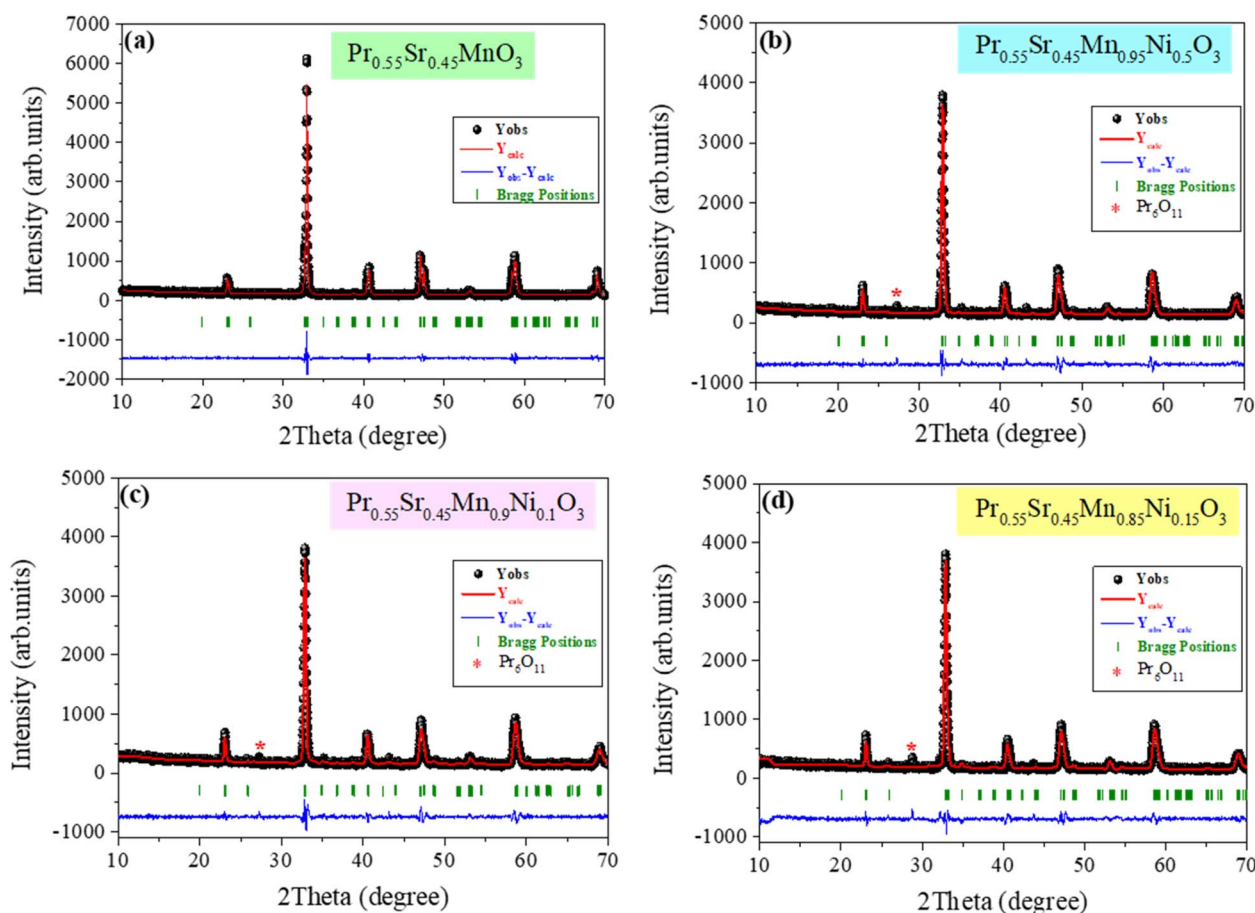 (a)
Pr0.55Sr0.45MnO3
7000
6000
5000
4000
3000
2000
1000
0
-1000
-2000
Intensity (arb.units)
Yobs
Ycalc
Yobs-Ycalc
Bragg Positions
10 20 30 40 50 60 70
2Theta (degree)
(b)
Pr0.55Sr0.45Mn0.95Ni0.5O3
5000
4000
3000
2000
1000
0
-1000
Intensity (arb.units)
Yobs
Ycalc
Yobs-Ycalc
Bragg Positions
* Pr6O11
*
10 20 30 40 50 60 70
2Theta (degree)
(c)
Pr0.55Sr0.45Mn0.9Ni0.1O3
5000
4000
3000
2000
1000
0
-1000
Intensity (arb.units)
Yobs
Ycalc
Yobs-Ycalc
Bragg Positions
* Pr6O11
*
10 20 30 40 50 60 70
2Theta (degree)
(d)
Pr0.55Sr0.45Mn0.85Ni0.15O3
5000
4000
3000
2000
1000
0
-1000
Intensity (arb.units)
Yobs
Ycalc
Yobs-Ycalc
Bragg Positions
* Pr6O11
*
10 20 30 40 50 60 70
2Theta (degree)